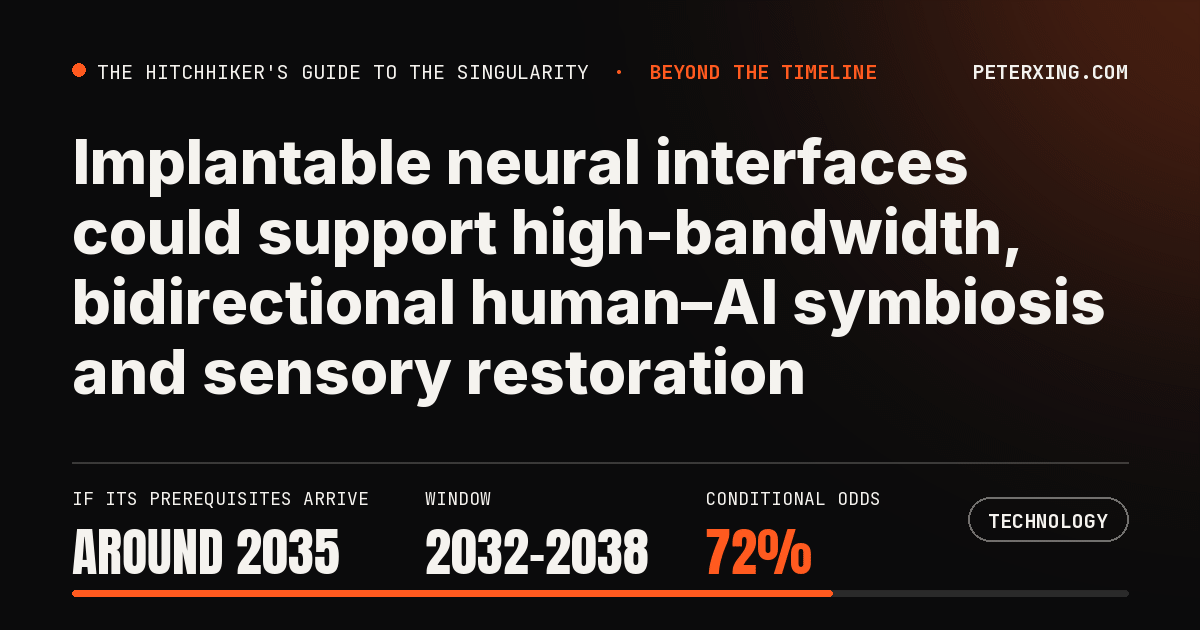 THE HITCHHIKER'S GUIDE TO THE SINGULARITY · BEYOND THE TIMELINE PETERXING.COM
Implantable neural interfaces
could support high-bandwidth,
bidirectional human–AI symbiosis
and sensory restoration
IF ITS PREREQUISITES ARRIVE WINDOW CONDITIONAL ODDS
AROUND 2035 2032–2038 72% TECHNOLOGY